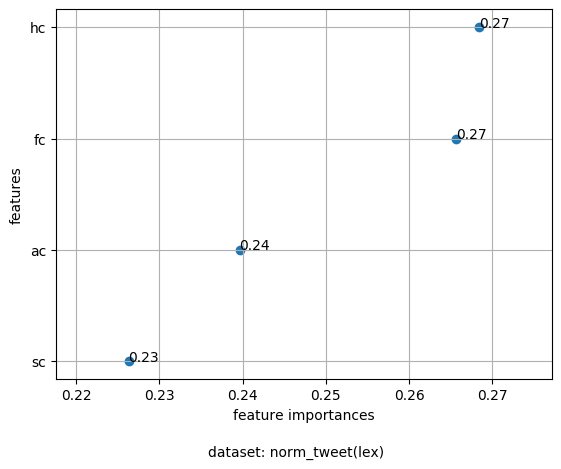 hc
0.27
fc
0.27
features
ac
0.24
sc
0.23
0.22 0.23 0.24 0.25 0.26 0.27
feature importances
dataset: norm_tweet(lex)